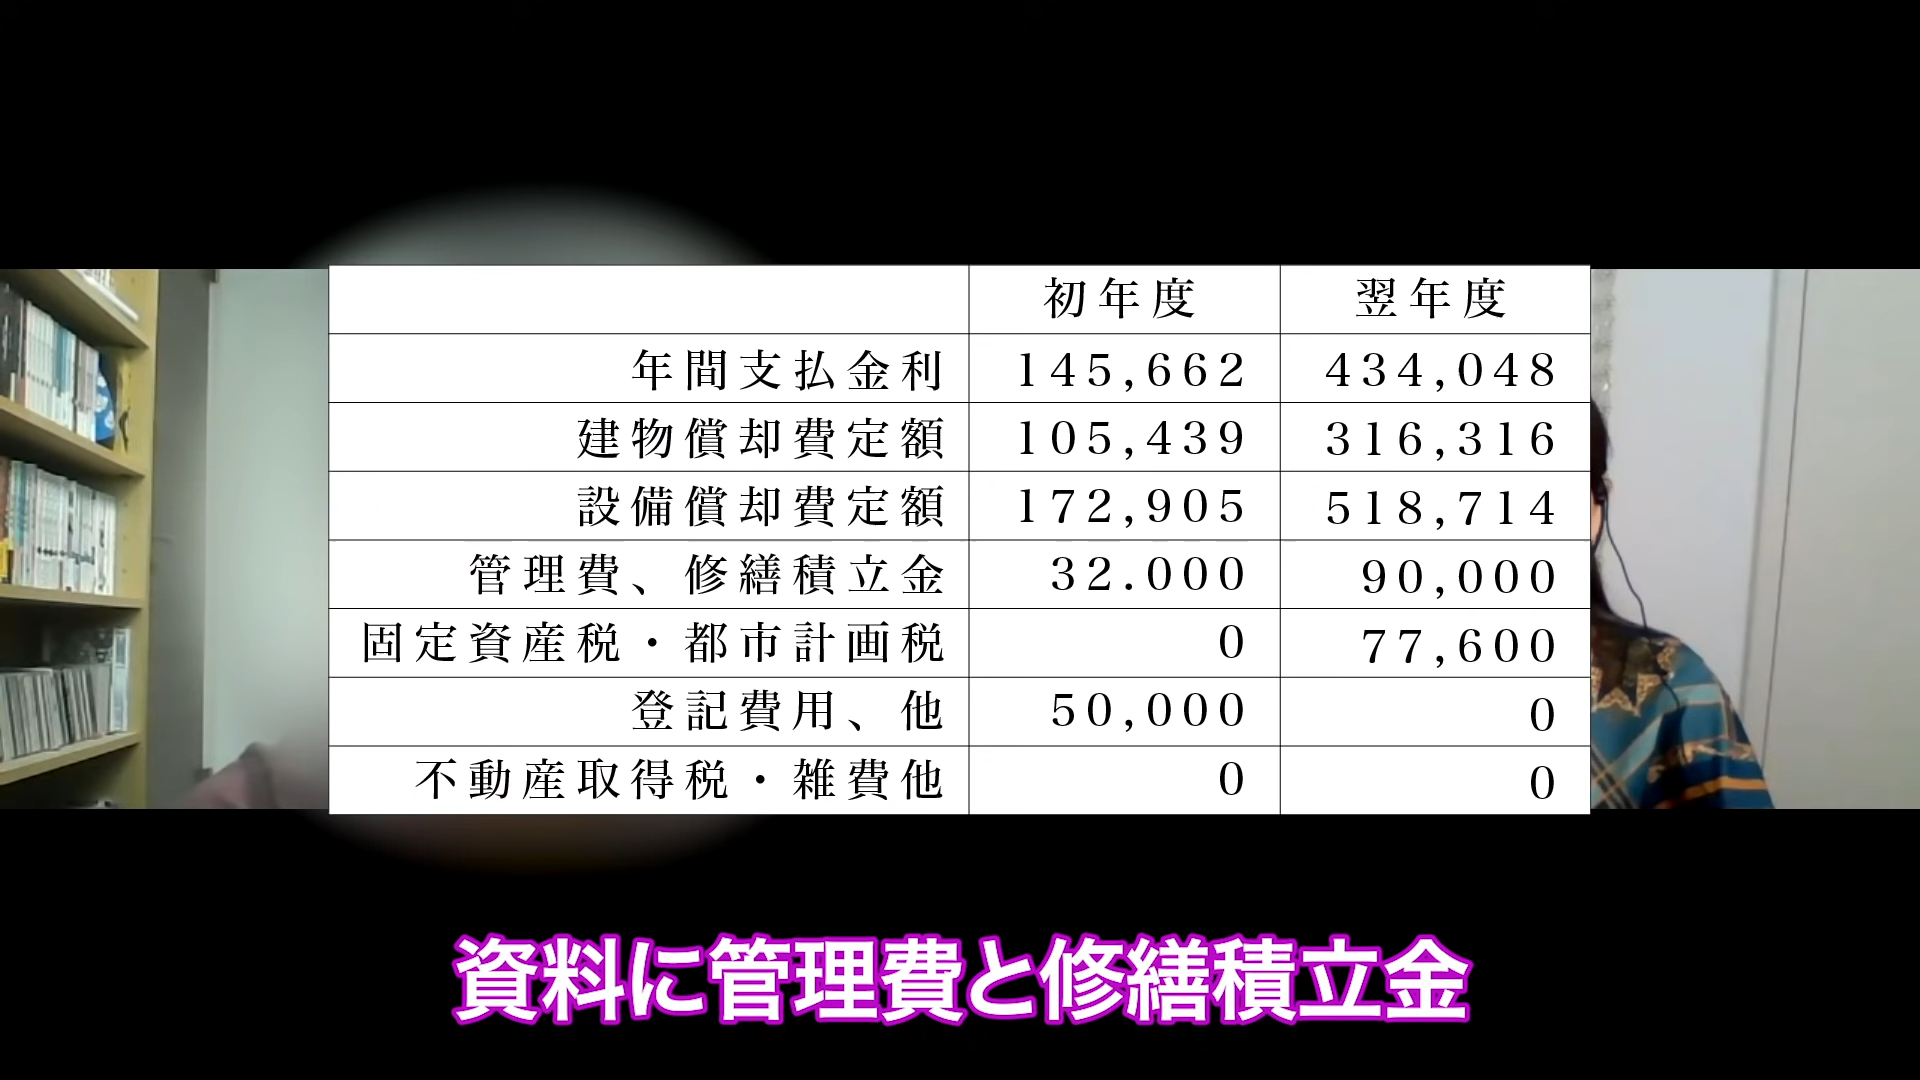 初年度 翌年度
年間支払金利 145,662 434,048
建物償却費定額 105,439 316,316
設備償却費定額 172,905 518,714
管理費、修繕積立金 32.000 90,000
固定資産税・都市計画税 0 77,600
登記費用、他 50,000 0
不動産取得税・雑費他 0 0
資料に管理費と修繕積立金